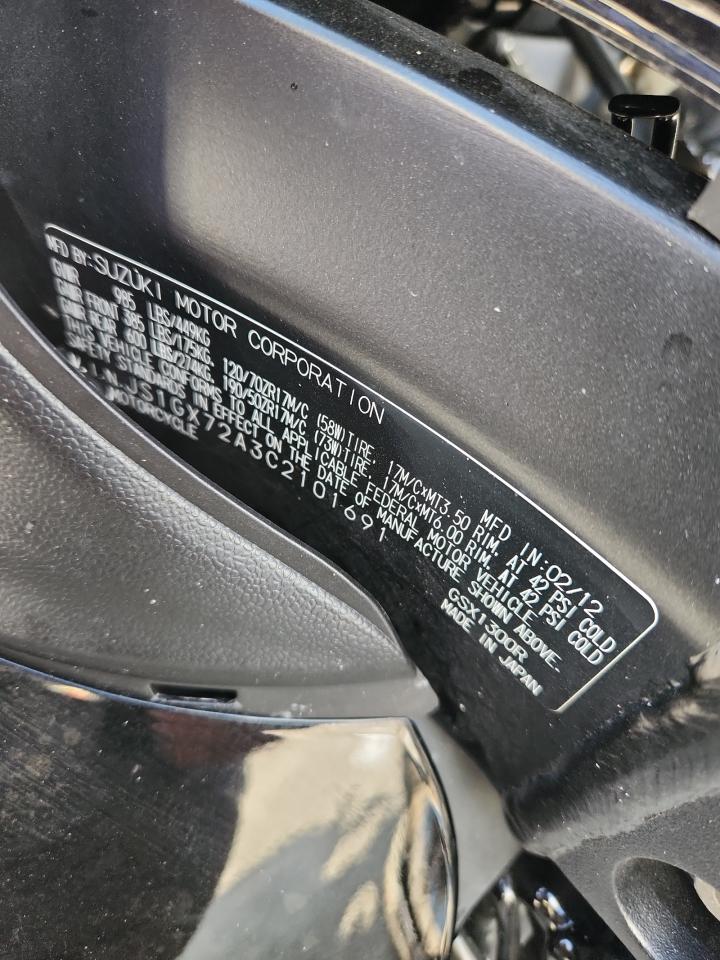 MFD BY:SUZUKI MOTOR CORPORATION MFD IN:02/12
GVWR 985 LBS/449KG
GAWR FRONT 385 LBS/175KG. 120/70ZR17M/C (58W)TIRE, 17M/C×MT3.50 RIM. AT 42 PSI COLD
GAWR REAR 600 LBS/274KG. 190/50ZR17M/C (73W)TIRE, 17M/C×MT6.00 RIM. AT 42 PSI COLD
THIS VEHICLE CONFORMS TO ALL APPLICABLE FEDERAL MOTOR VEHICLE
SAFETY STANDARDS IN EFFECT ON THE DATE OF MANUFACTURE SHOWN ABOVE.
V.I.N.JS1GX72A3C2101691 GSX1300R
MOTORCYCLE MADE IN JAPAN